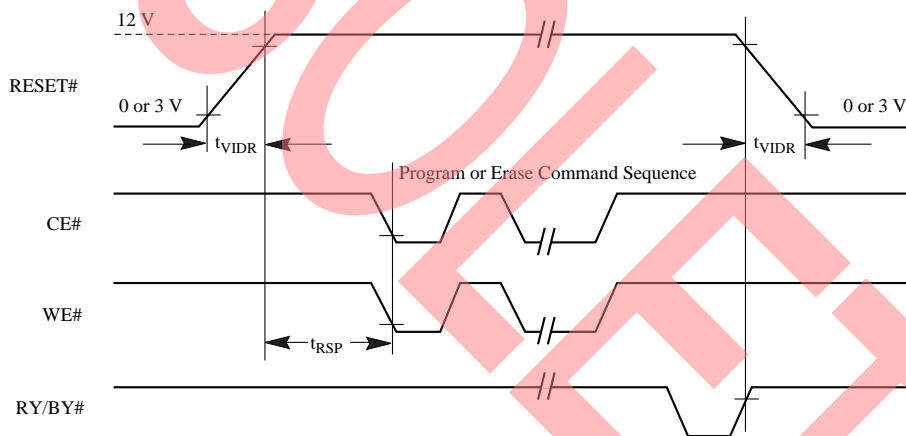 12 V
RESET#
0 or 3 V
0 or 3 V
tVIDR
tVIDR
Program or Erase Command Sequence
CE#
WE#
tRSP
RY/BY#